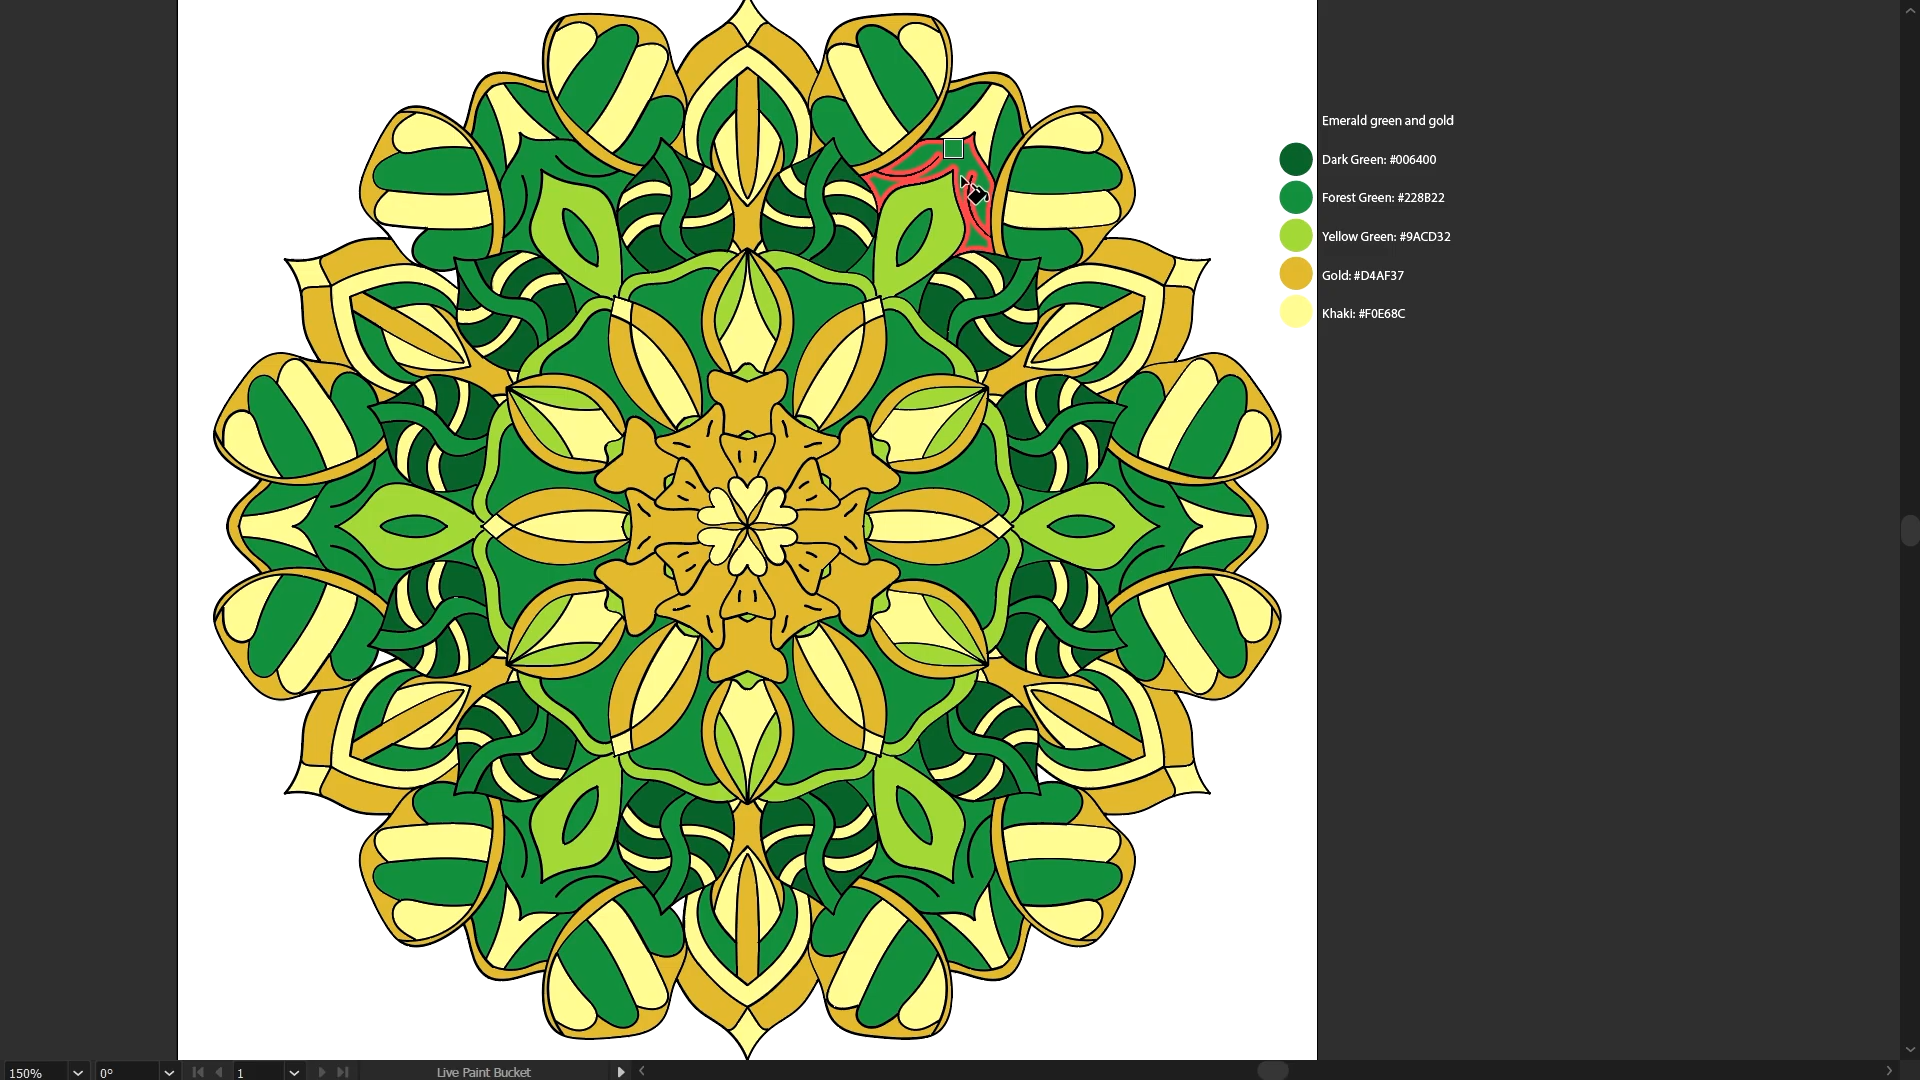 Emerald green and gold
Dark Green: #006400
Forest Green: #228B22
Yellow Green: #9ACD32
Gold: #D4AF37
Khaki: #F0E68C
150%
0°
1
Live Paint Bucket